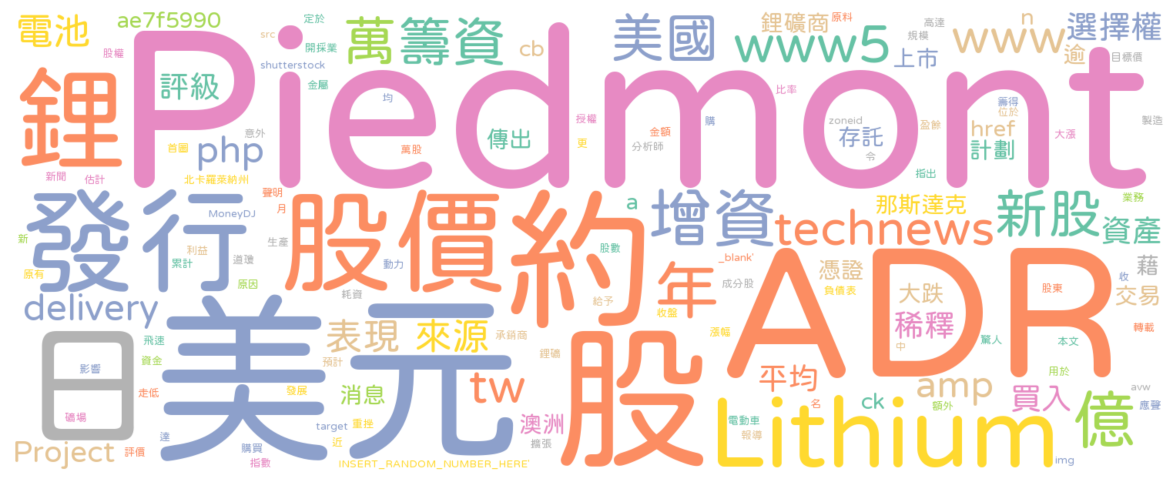 電池 ae7f5990 定於 萬 籌資 cb 美國 鋰礦商 原料 高達 n 選擇權
股權 src 開採業 www5 規模 www 逾 目標價
shutterstock 上市
鋰 Piedmont
評級 金屬 均 比率 籌得 位於
意外 傳出 授權 購 zoneid 盈餘 href 大漲 製造
php 萬股 更 金額 分析師 存託 令 計劃
新聞 估計 首圖 北卡羅萊納州 指出
聲明 月 a 那斯達克 業務
發行 MoneyDJ 股價 約 增資 technews 新股 資產
新 利益 道瓊 生產 股數
原有 累計 原因 動力 _blank' 成分股 憑證 藉
delivery 耗資 給予 年 負債表 收 交易
日 美元 表現 來源 承銷商 收盤 漲幅 ADR 大跌 股東 轉載
飛速 預計 鋰礦 股 稀釋 驚人 本文
影響 資金 中
走低 發展 消息 tw 平均 amp 用於 avw
礦場 達 target 重挫 澳洲 名 ck 額外 買入 億 應聲
Project 評價 購買 近 擴張 電動車 Lithium
指數 INSERT_RANDOM_NUMBER_HERE' 報導 img